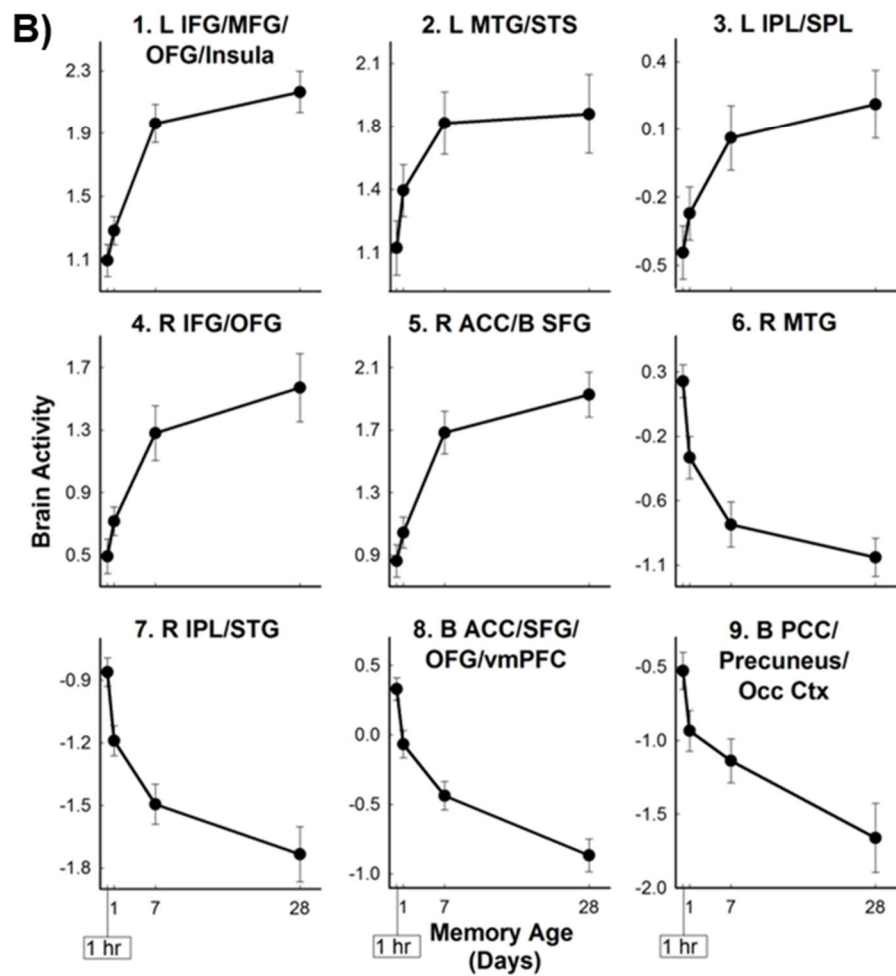 B)
1. L IFG/MFG/
OFG/Insula
2.3
1.9
1.5
1.1
2. L MTG/STS
2.1
1.8
1.4
1.1
3. L IPL/SPL
0.4
0.1
-0.2
-0.5
4. R IFG/OFG
1.7
1.3
0.9
0.5
5. R ACC/B SFG
2.1
1.7
1.3
0.9
6. R MTG
0.3
-0.2
-0.6
-1.1
Brain Activity
7. R IPL/STG
-0.9
-1.2
-1.5
-1.8
1 7 28
1 hr
8. B ACC/SFG/
OFG/vmPFC
0.5
0.0
-0.5
-1.0
1 7 28
1 hr
9. B PCC/
Precuneus/
Occ Ctx
-0.5
-1.0
-1.5
-2.0
1 7 28
1 hr
Memory Age
(Days)